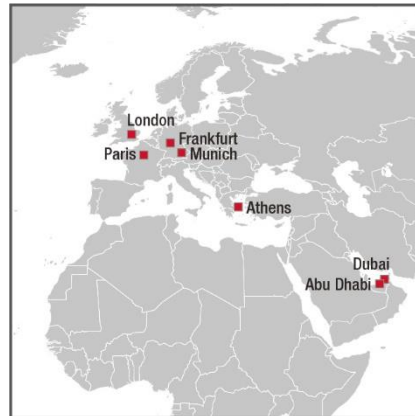 London
Frankfurt
Paris
Munich
Athens
Dubai
Abu Dhabi